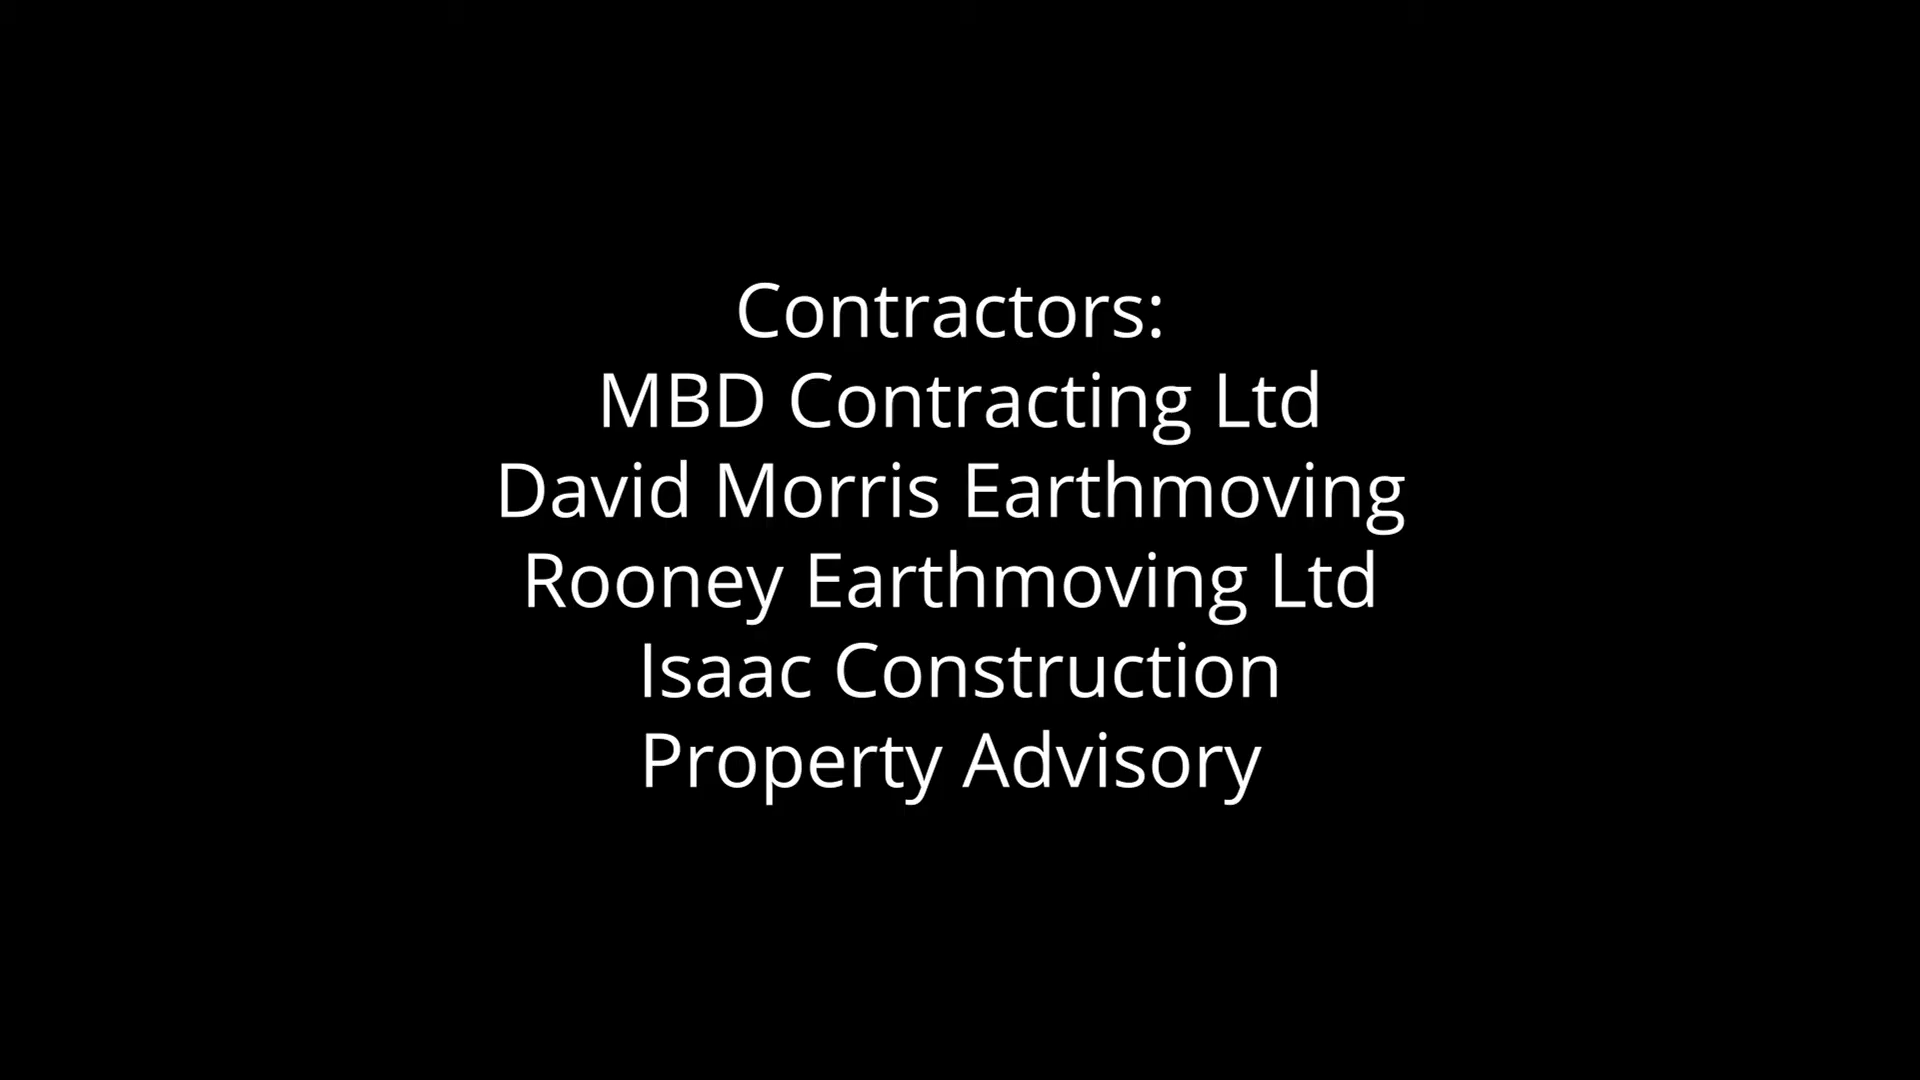 Contractors:
MBD Contracting Ltd
David Morris Earthmoving
Rooney Earthmoving Ltd
Isaac Construction
Property Advisory